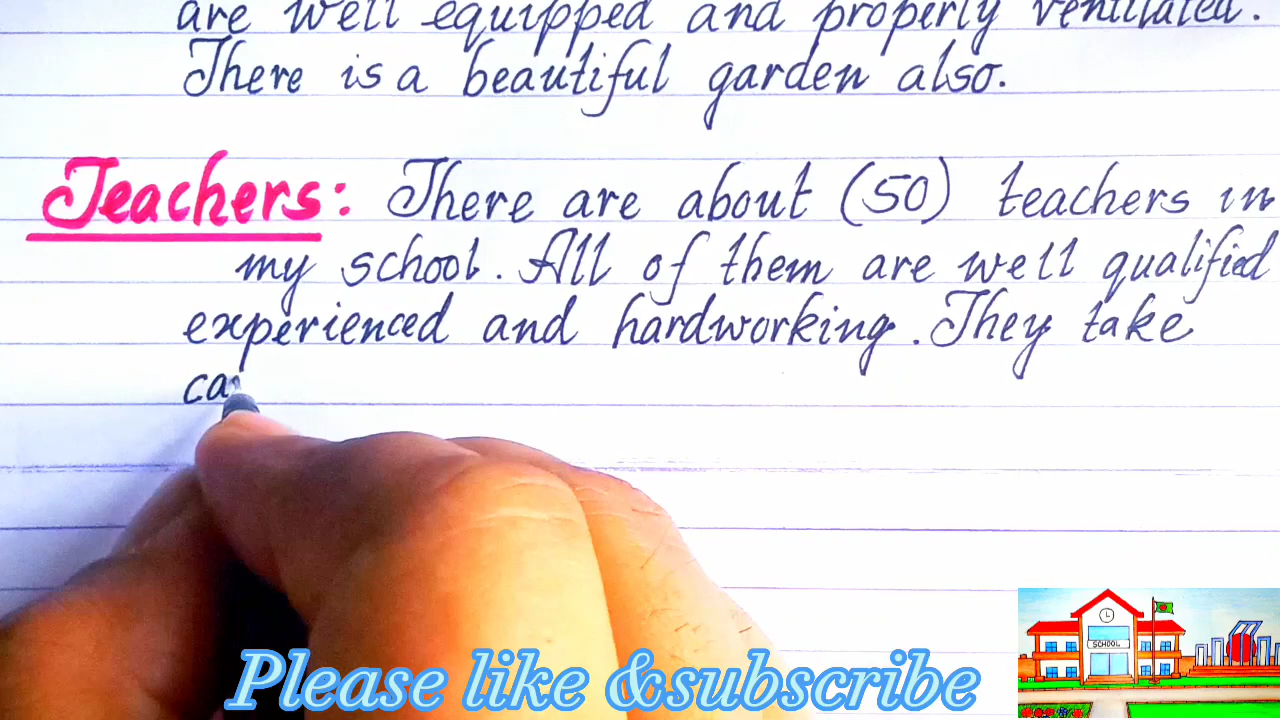 are well equipped and properly ventilated.
There is a beautiful garden also.
Teachers: There are about (50) teachers in
my school. All of them are well qualified
experienced and hardworking. They take
ca
SCHOOL
Please like &subscribe